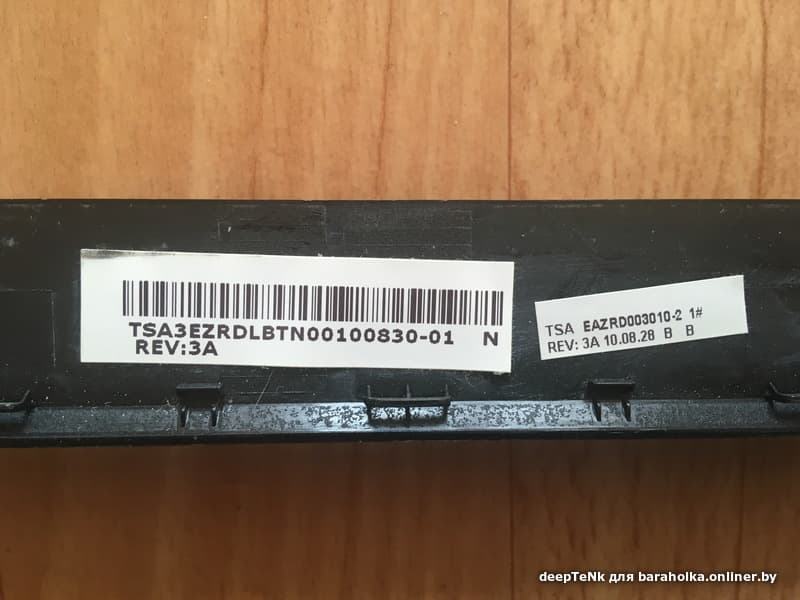 TSA3EZRDLBTN00100830-01 N
REV:3A
TSA EAZRD003010-2 1#
REV: 3A 10.08.28 B B
deepTeNk для baraholka.onliner.by